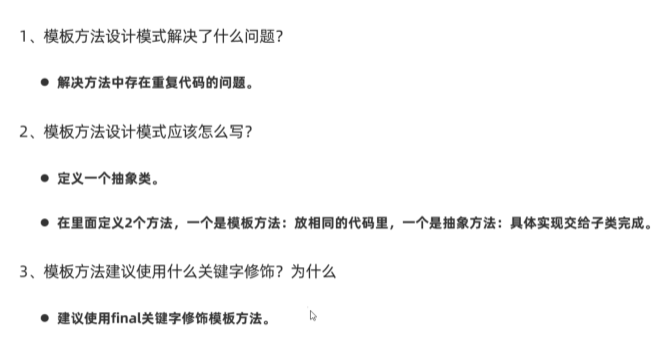 1、模板方法设计模式解决了什么问题？
● 解决方法中存在重复代码的问题。
2、模板方法设计模式应该怎么写？
● 定义一个抽象类。
● 在里面定义2个方法，一个是模板方法：放相同的代码里，一个是抽象方法：具体实现交给子类完成。
3、模板方法建议使用什么关键字修饰？为什么
● 建议使用final关键字修饰模板方法。